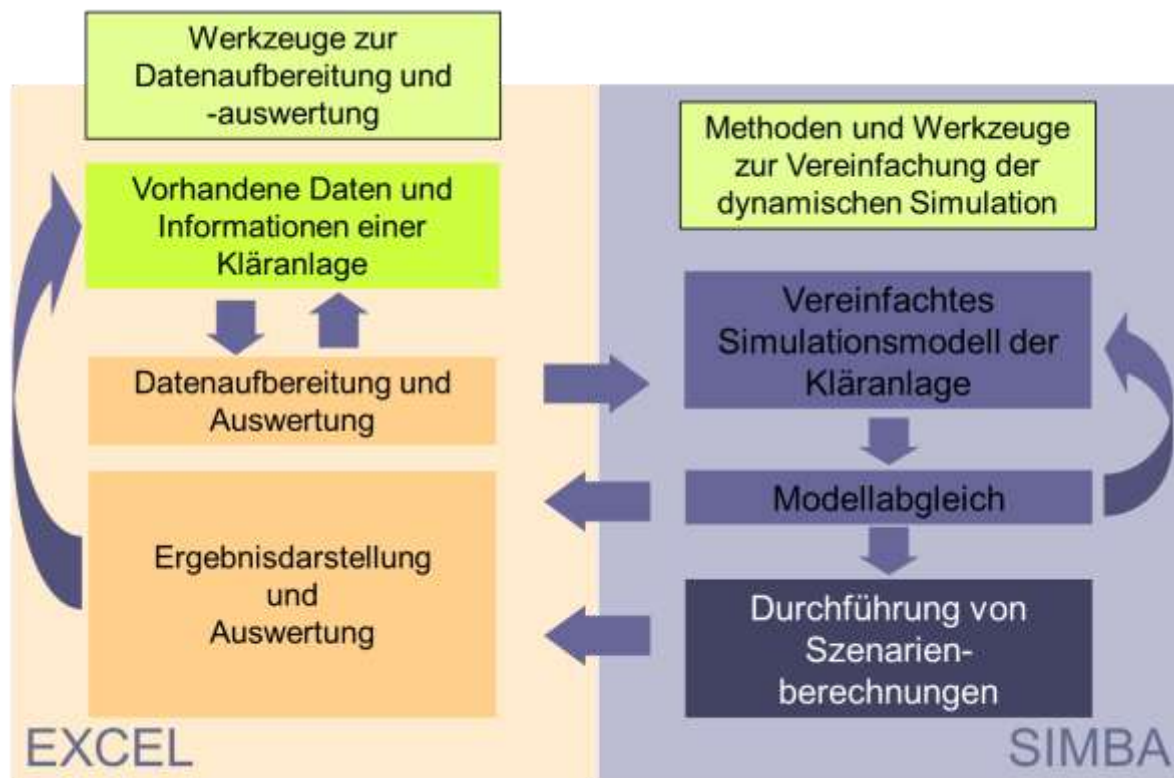 Werkzeuge zur
Datenaufbereitung und
-auswertung
Vorhandene Daten und
Informationen einer
Kläranlage
Datenaufbereitung und
Auswertung
Ergebnisdarstellung
und
Auswertung
EXCEL
Methoden und Werkzeuge
zur Vereinfachung der
dynamischen Simulation
Vereinfachtes
Simulationsmodell der
Kläranlage
Modellabgleich
Durchführung von
Szenarien-
berechnungen
SIMBA